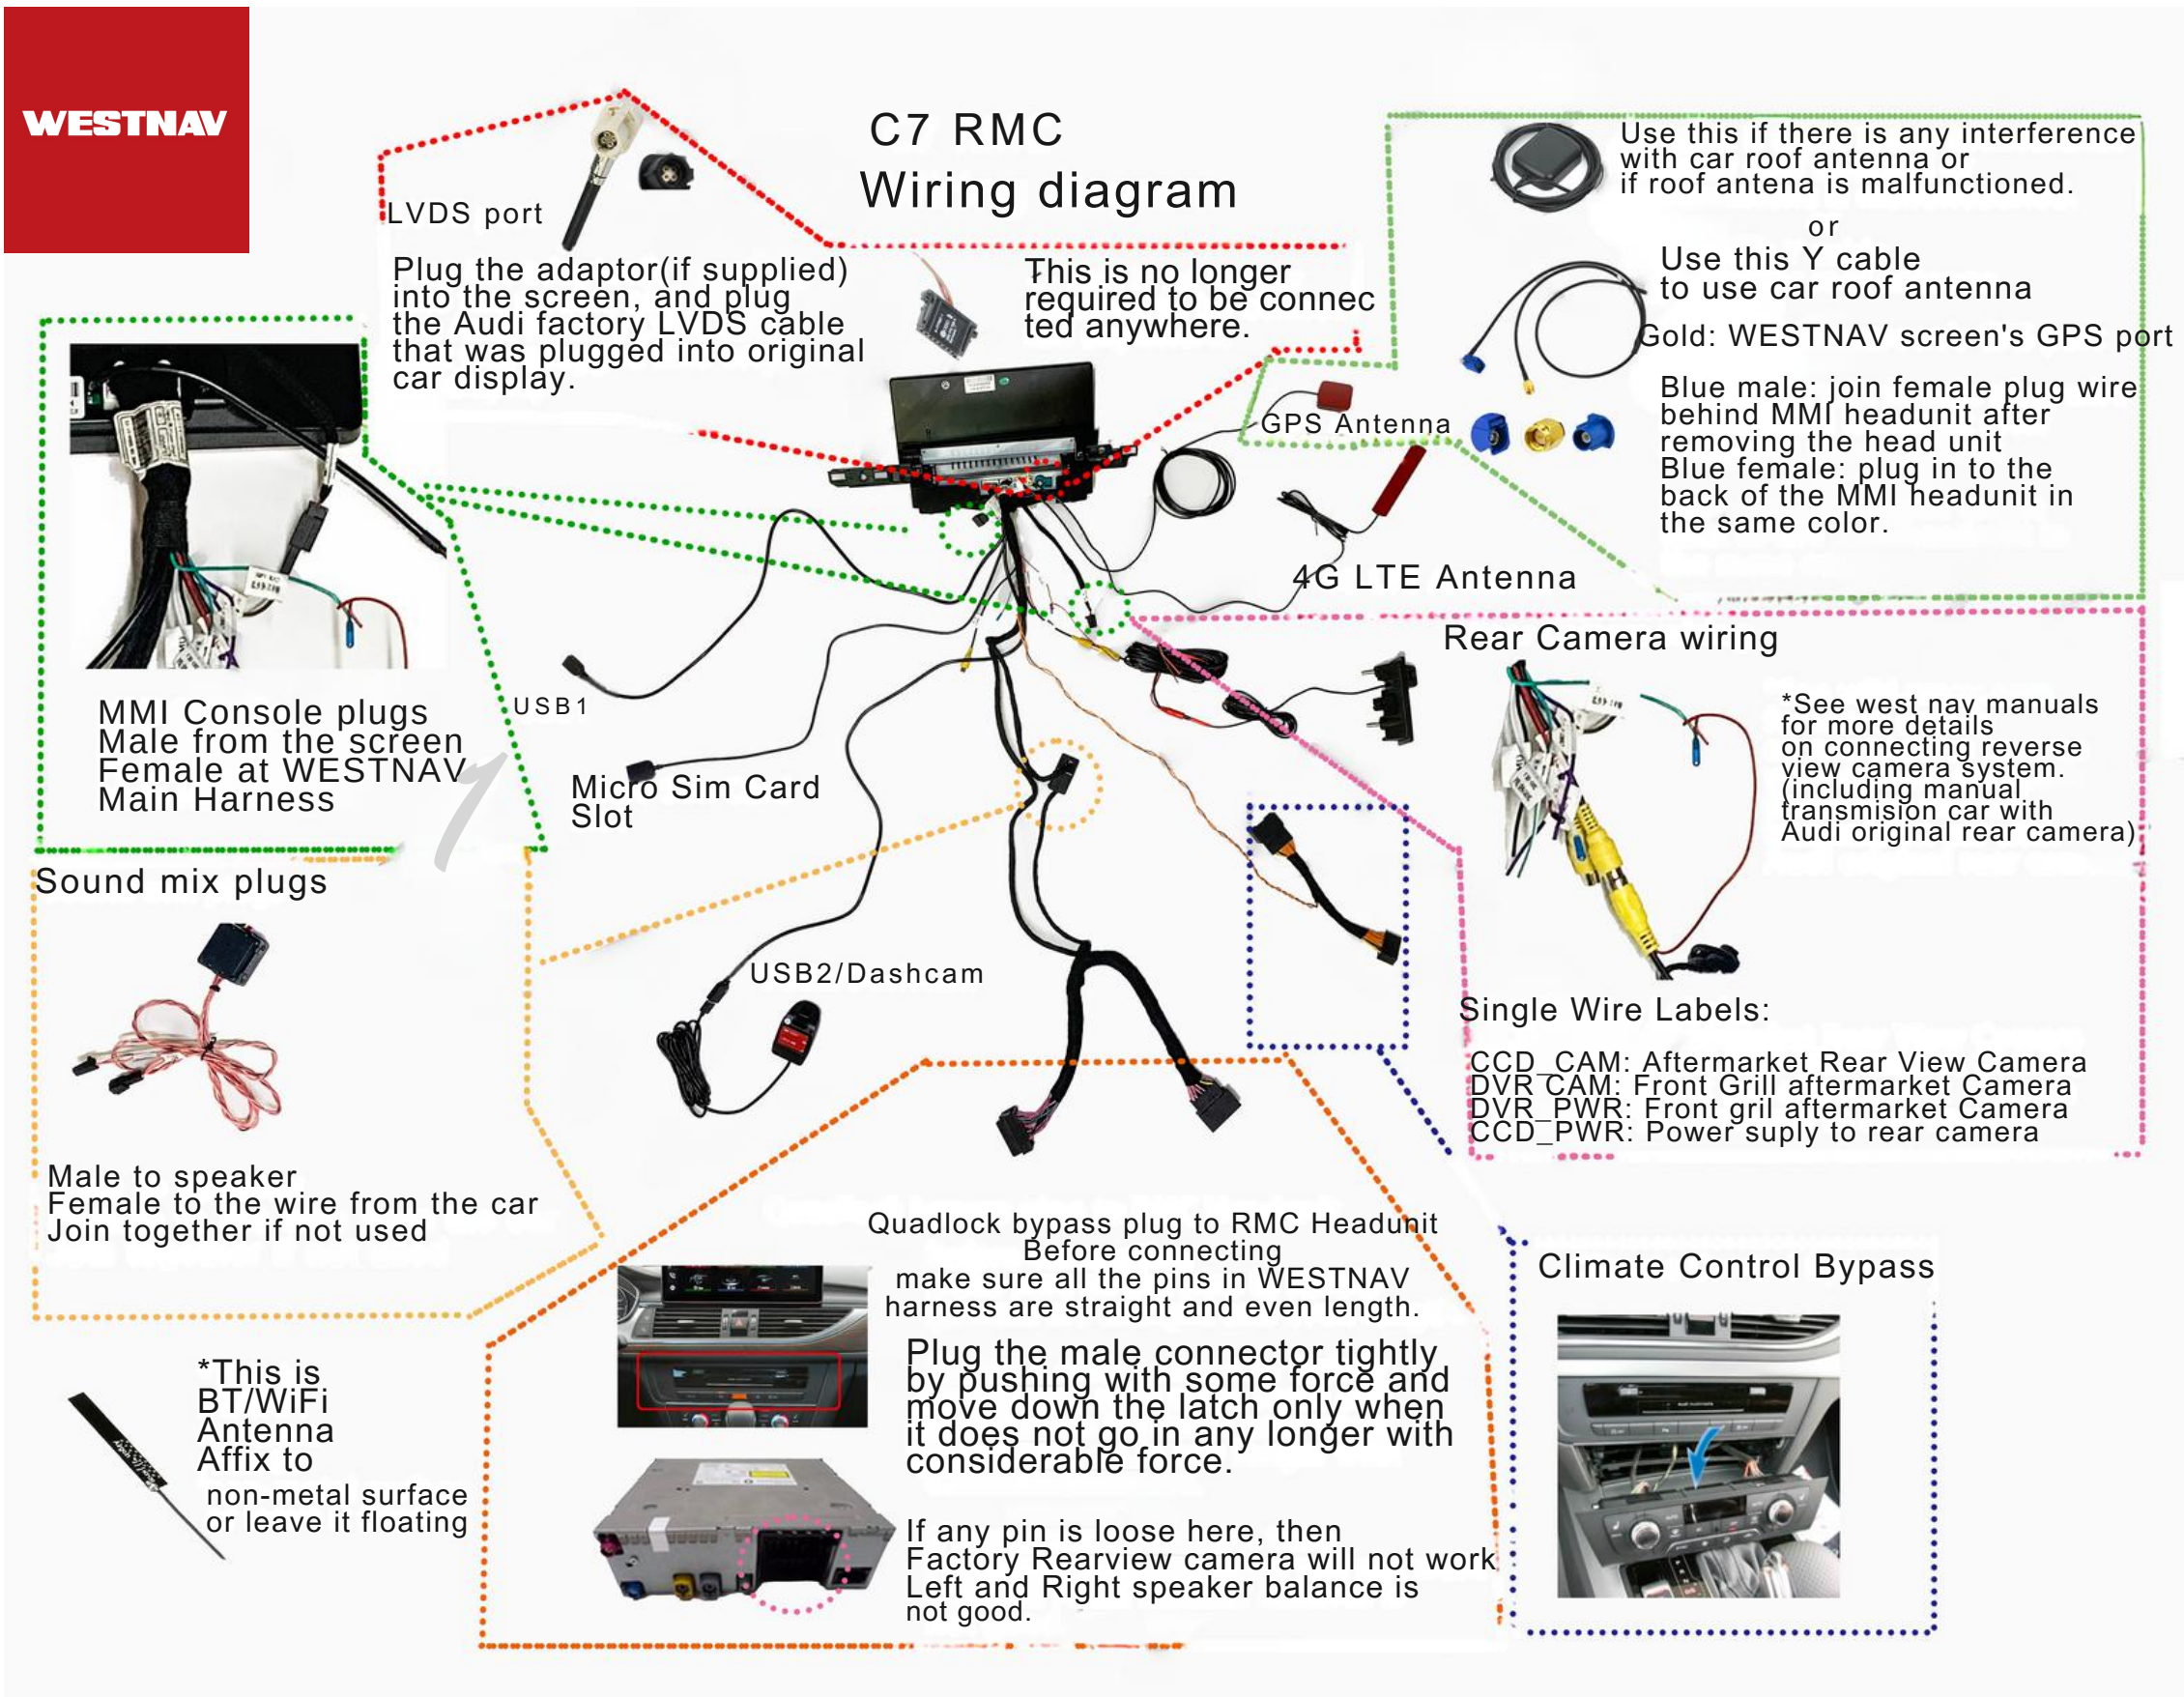 WESTNAV
C7 RMC
Wiring diagram
LVDS port
Plug the adaptor(if supplied)
into the screen, and plug
the Audi factory LVDS cable
that was plugged into original
car display.
This is no longer
required to be connec
ted anywhere.
Use this if there is any interference
with car roof antenna or
if roof antena is malfunctioned.
or
Use this Y cable
to use car roof antenna
Gold: WESTNAV screen's GPS port
Blue male: join female plug wire
behind MMI headunit after
removing the head unit
Blue female: plug in to the
back of the MMI headunit in
the same color.
GPS Antenna
4G LTE Antenna
MMI Console plugs
Male from the screen
Female at WESTNAV
Main Harness
USB1
Micro Sim Card
Slot
Rear Camera wiring
*See west nav manuals
for more details
on connecting reverse
view camera system.
(including manual
transmision car with
Audi original rear camera)
Sound mix plugs
Male to speaker
Female to the wire from the car
Join together if not used
USB2/Dashcam
Single Wire Labels:
CCD_CAM: Aftermarket Rear View Camera
DVR_CAM: Front Grill aftermarket Camera
DVR_PWR: Front gril aftermarket Camera
CCD_PWR: Power suply to rear camera
Quadlock bypass plug to RMC Headunit
Before connecting
make sure all the pins in WESTNAV
harness are straight and even length.
Plug the male connector tightly
by pushing with some force and
move down the latch only when
it does not go in any longer with
considerable force.
If any pin is loose here, then
Factory Rearview camera will not work
Left and Right speaker balance is
not good.
Climate Control Bypass
*This is
BT/WiFi
Antenna
Affix to
non-metal surface
or leave it floating